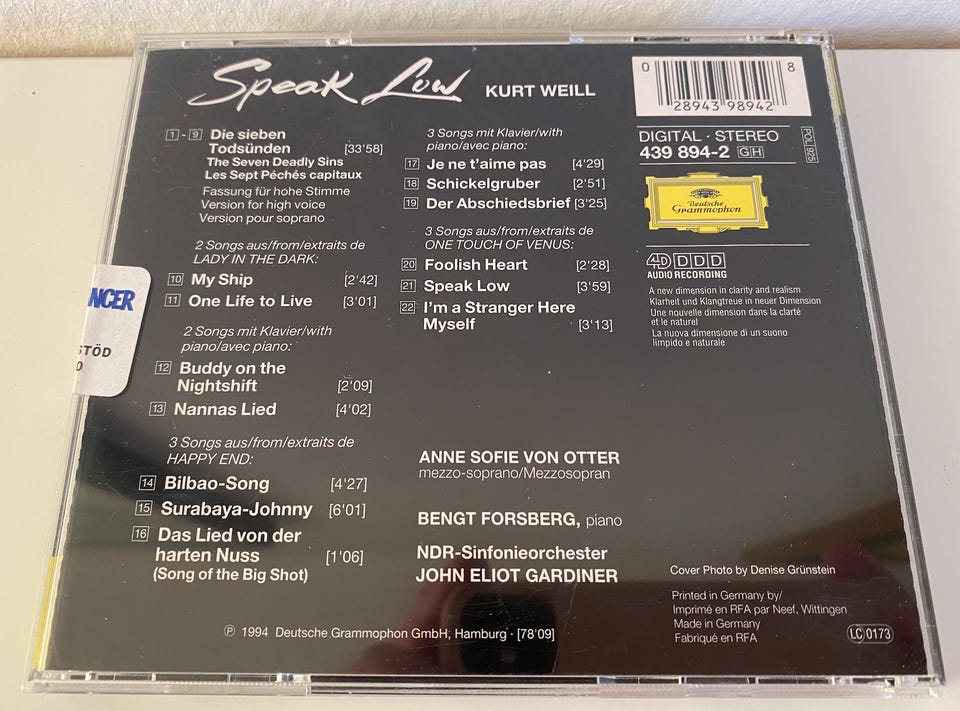 Speak Low KURT WEILL
1 - 9 Die sieben
Todsünden [33'58]
The Seven Deadly Sins
Les Sept Péchés capitaux
Fassung für hohe Stimme
Version for high voice
Version pour soprano
2 Songs aus/from/extraits de
LADY IN THE DARK:
10 My Ship [2'42]
11 One Life to Live [3'01]
2 Songs mit Klavier/with
piano/avec piano:
12 Buddy on the
Nightshift [2'09]
13 Nannas Lied [4'02]
3 Songs aus/from/extraits de
HAPPY END:
14 Bilbao-Song [4'27]
15 Surabaya-Johnny [6'01]
16 Das Lied von der
harten Nuss [1'06]
(Song of the Big Shot)
3 Songs mit Klavier/with
piano/avec piano:
17 Je ne t'aime pas [4'29]
18 Schickelgruber [2'51]
19 Der Abschiedsbrief [3'25]
3 Songs aus/from/extraits de
ONE TOUCH OF VENUS:
20 Foolish Heart [2'28]
21 Speak Low [3'59]
22 I'm a Stranger Here
Myself [3'13]
ANNE SOFIE VON OTTER
mezzo-soprano/Mezzosopran
BENGT FORSBERG, piano
NDR-Sinfonieorchester
JOHN ELIOT GARDINER
℗ 1994 Deutsche Grammophon GmbH, Hamburg · [78'09]
0 28943 98942 8
DIGITAL · STEREO
439 894-2 GH
POL 925
Deutsche
Grammophon
4D DDD
AUDIO RECORDING
A new dimension in clarity and realism
Klarheit und Klangtreue in neuer Dimension
Une nouvelle dimension dans la clarté
et le naturel
La nuova dimensione di un suono
limpido e naturale
Cover Photo by Denise Grünstein
Printed in Germany by/
Imprimé en RFA par Neef, Wittingen
Made in Germany
Fabriqué en RFA
LC 0173
NCER
STÖD
0